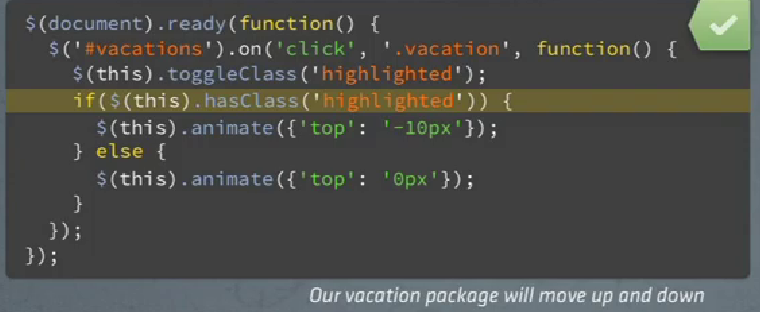 $(document).ready(function() {
$('#vacations').on('click', '.vacation', function() {
$(this).toggleClass('highlighted');
if($(this).hasClass('highlighted')) {
$(this).animate({'top': '-10px'});
} else {
$(this).animate({'top': '0px'});
}
});
});
Our vacation package will move up and down